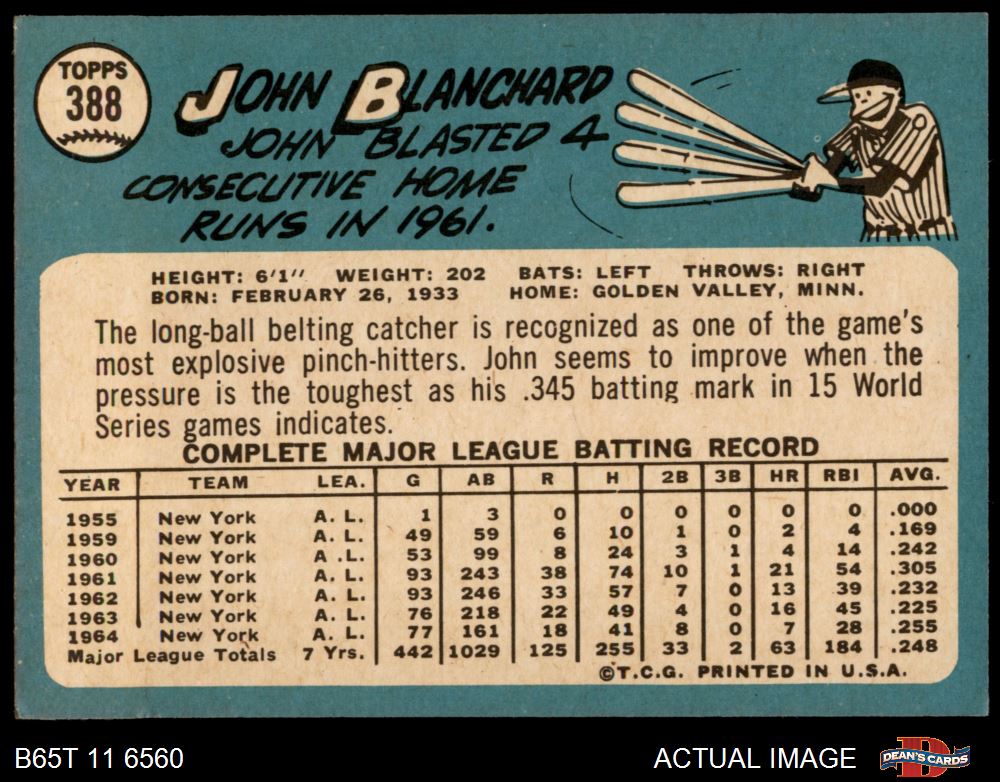 TOPPS
388
JOHN BLANCHARD
JOHN BLASTED 4
CONSECUTIVE HOME
RUNS IN 1961.
HEIGHT: 6'1" WEIGHT: 202 BATS: LEFT THROWS: RIGHT
BORN: FEBRUARY 26, 1933 HOME: GOLDEN VALLEY, MINN.
The long-ball belting catcher is recognized as one of the game's
most explosive pinch-hitters. John seems to improve when the
pressure is the toughest as his .345 batting mark in 15 World
Series games indicates.
COMPLETE MAJOR LEAGUE BATTING RECORD
YEAR TEAM LEA. G AB R H 2B 3B HR RBI AVG.
1955 New York A. L. 1 3 0 0 0 0 0 0 .000
1959 New York A. L. 49 59 6 10 1 0 2 4 .169
1960 New York A .L. 53 99 8 24 3 1 4 14 .242
1961 New York A. L. 93 243 38 74 10 1 21 54 .305
1962 New York A. L. 93 246 33 57 7 0 13 39 .232
1963 New York A. L. 76 218 22 49 4 0 16 45 .225
1964 New York A. L. 77 161 18 41 8 0 7 28 .255
Major League Totals 7 Yrs. 442 1029 125 255 33 2 63 184 .248
©T.C.G. PRINTED IN U.S.A.
B65T 11 6560 ACTUAL IMAGE DEAN'S CARDS